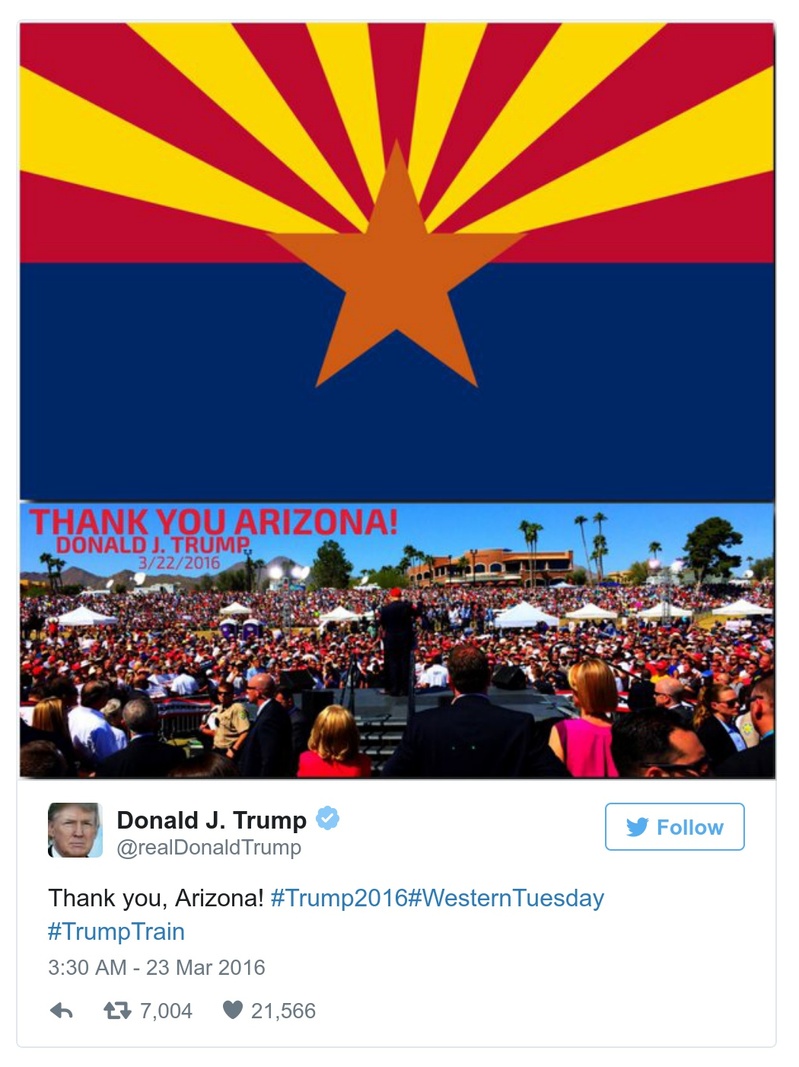 THANK YOU ARIZONA!
DONALD J. TRUMP
3/22/2016
Donald J. Trump
@realDonaldTrump
Follow
Thank you, Arizona! #Trump2016#WesternTuesday
#TrumpTrain
3:30 AM - 23 Mar 2016
7,004 21,566